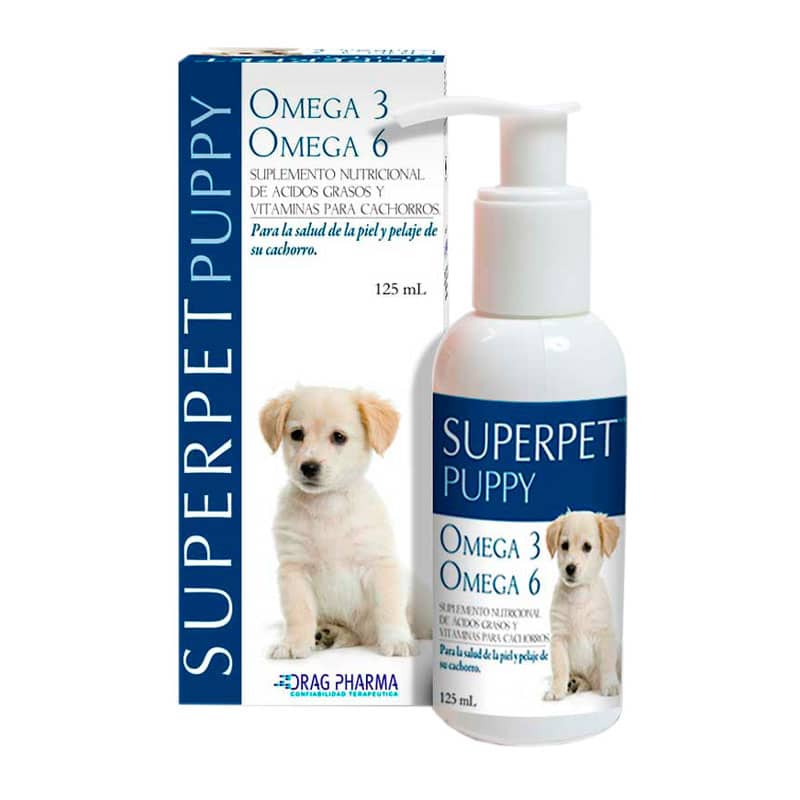 SUPERPET PUPPY
OMEGA 3
OMEGA 6
SUPLEMENTO NUTRICIONAL
DE ACIDOS GRASOS Y
VITAMINAS PARA CACHORROS.
Para la salud de la piel y pelaje de
su cachorro.
125 mL
DRAG PHARMA
CONFIABILIDAD TERAPEUTICA
SUPERPET
PUPPY
OMEGA 3
OMEGA 6
SUPLEMENTO NUTRICIONAL
DE ACIDOS GRASOS Y
VITAMINAS PARA CACHORROS
Para la salud de la piel y pelaje de
su cachorro.
125 mL